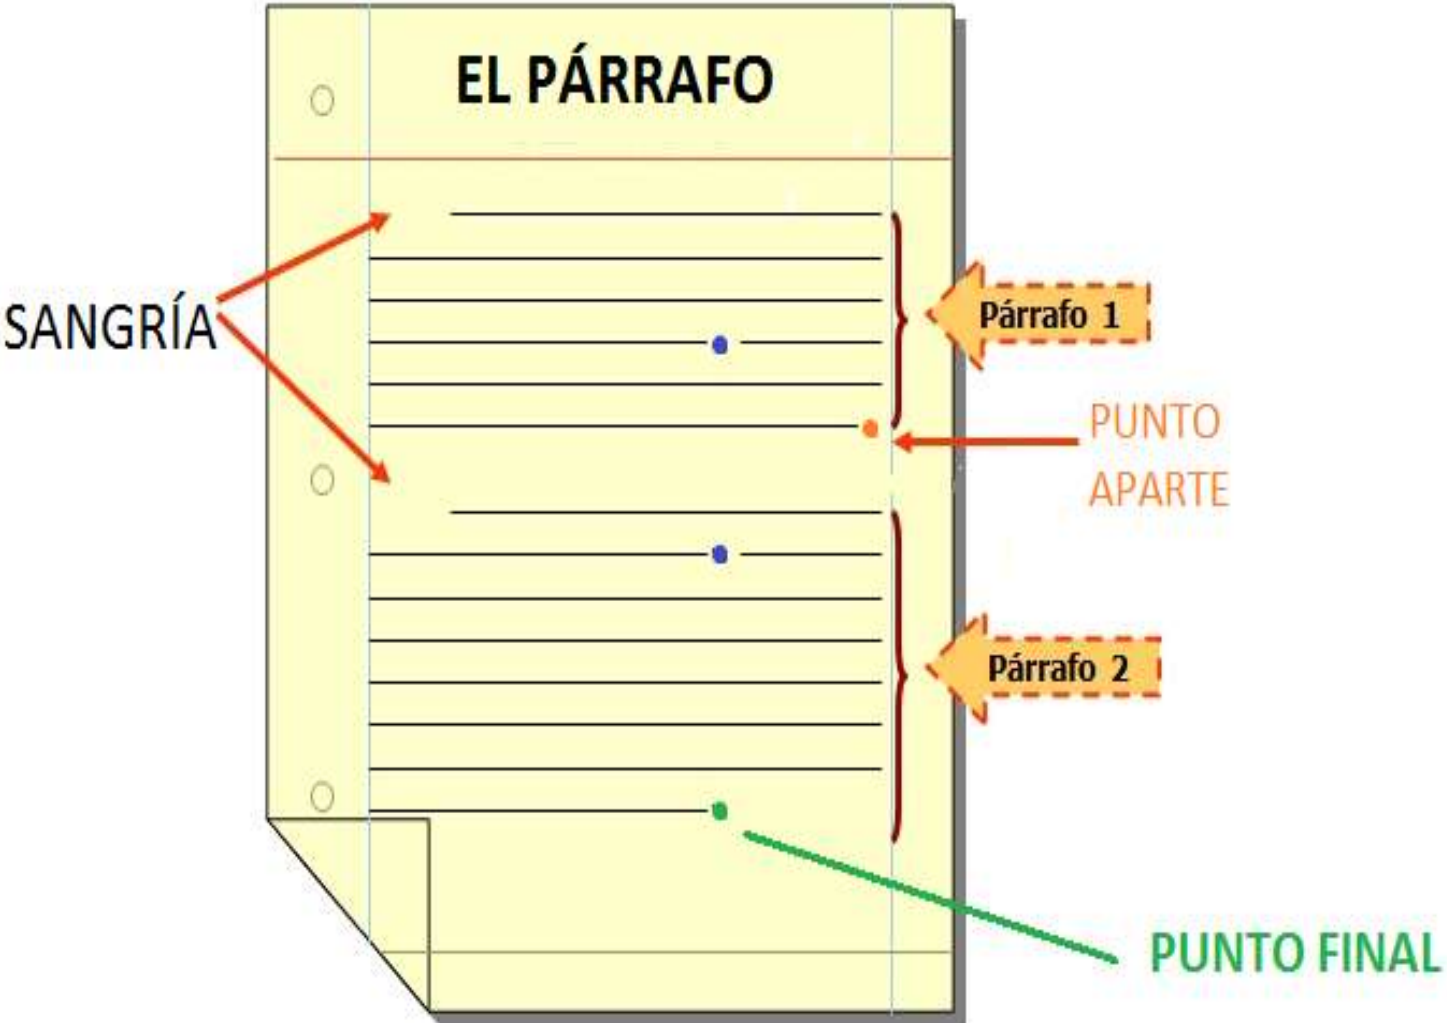 EL PÁRRAFO
SANGRÍA
Párrafo 1
PUNTO
APARTE
Párrafo 2
PUNTO FINAL